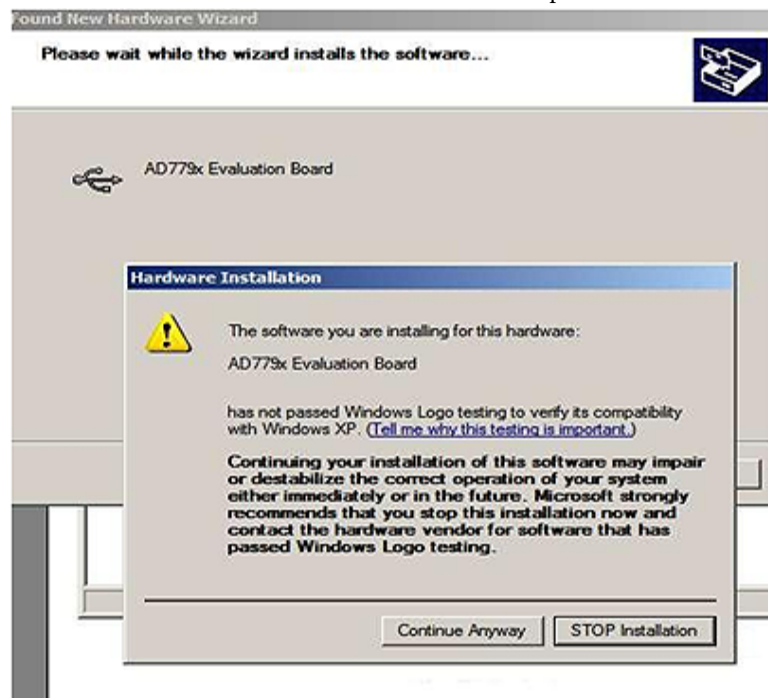 Found New Hardware Wizard
Please wait while the wizard installs the software...
AD779x Evaluation Board
Hardware Installation
The software you are installing for this hardware:
AD779x Evaluation Board
has not passed Windows Logo testing to verify its compatibility
with Windows XP. (Tell me why this testing is important.)
Continuing your installation of this software may impair
or destabilize the correct operation of your system
either immediately or in the future. Microsoft strongly
recommends that you stop this installation now and
contact the hardware vendor for software that has
passed Windows Logo testing.
Continue Anyway
STOP Installation